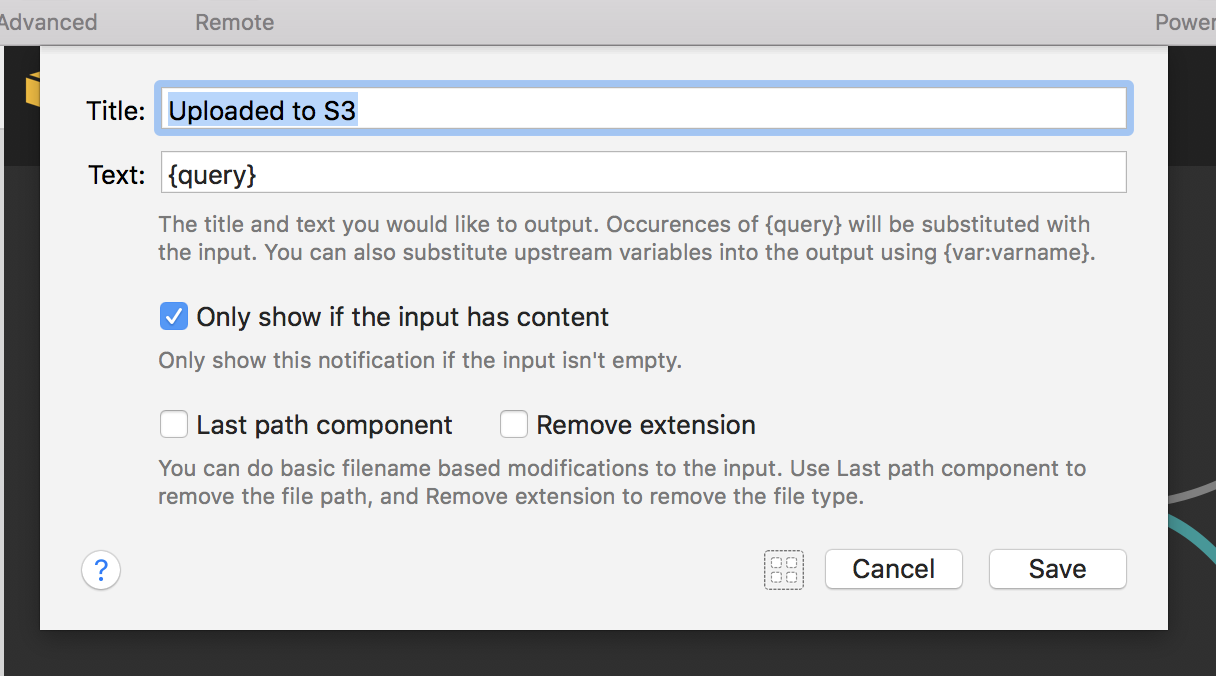 Advanced Remote Power
Title: Uploaded to S3
Text: {query}
The title and text you would like to output. Occurences of {query} will be substituted with
the input. You can also substitute upstream variables into the output using {var:varname}.
Only show if the input has content
Only show this notification if the input isn't empty.
Last path component Remove extension
You can do basic filename based modifications to the input. Use Last path component to
remove the file path, and Remove extension to remove the file type.
? Cancel Save